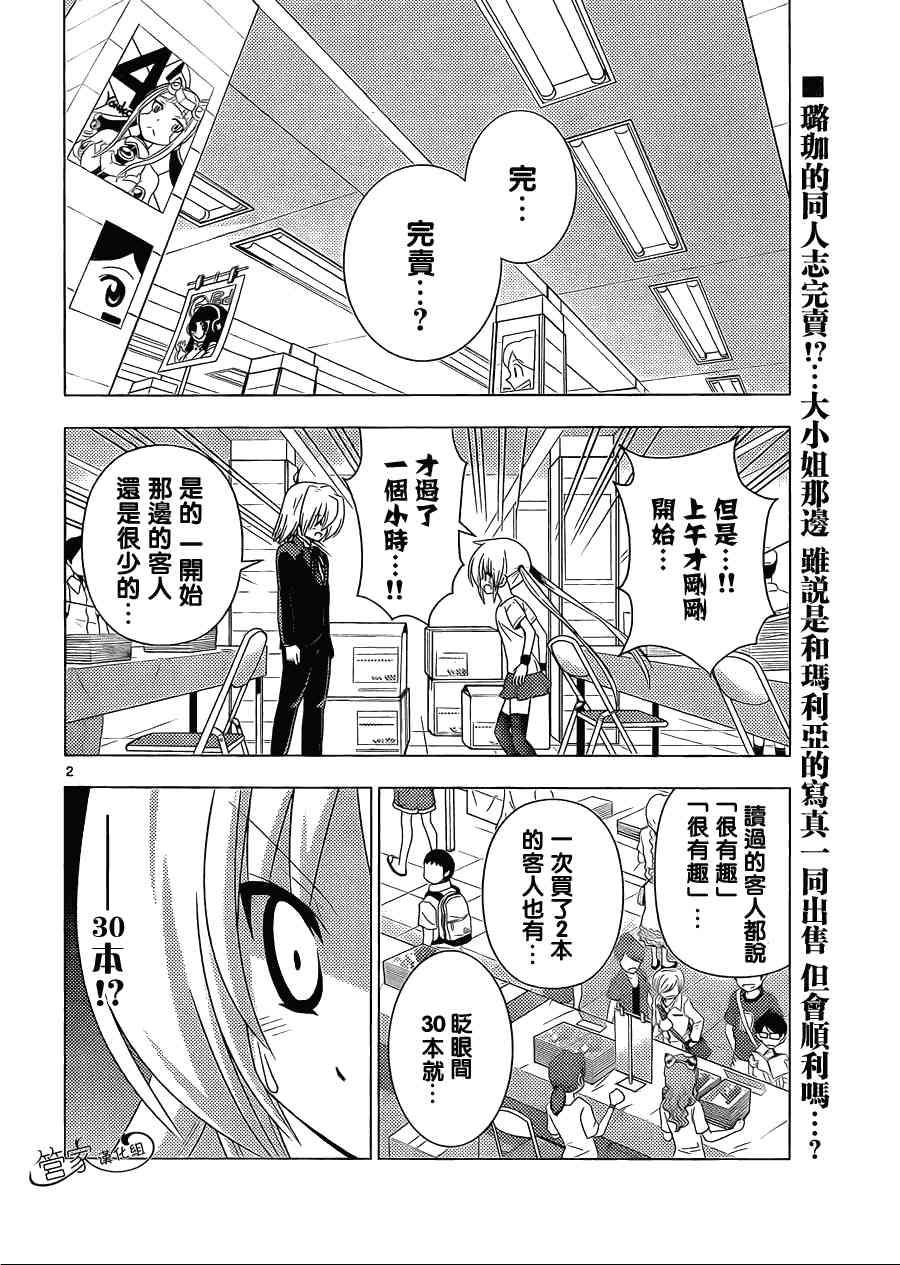 ■璐珈的同人志完賣!?…大小姐那邊 雖説是和瑪利亞的寫真一同出售 但會順利嗎…?
完…
完賣…?
4
但是…!!
上午才剛剛
開始…
才過了
一個小時…!!
是的 一開始
那邊的客人
還是很少的…
2
讀過的客人都說
「很有趣」
「很有趣」…
一次買了2本
的客人也有…
眨眼間
30本就…
——30本!?
管家漢化組